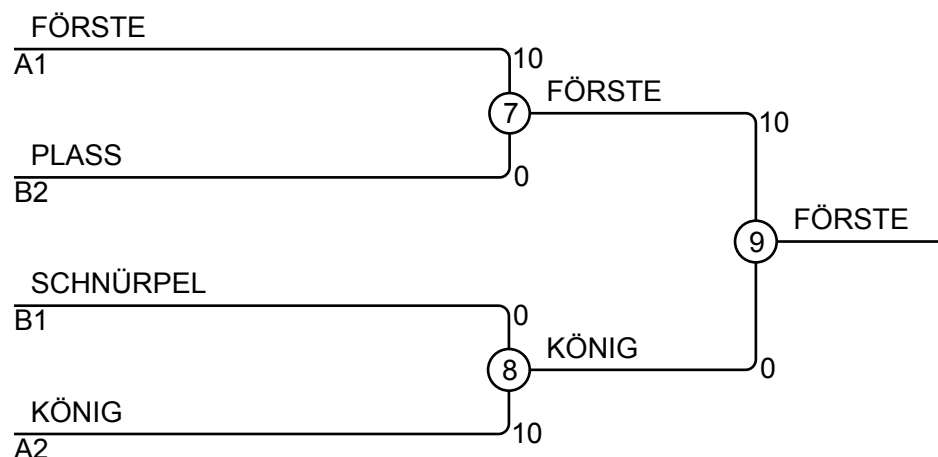 FÖRSTE
A1
10
7
FÖRSTE
PLASS
B2
0
10
9
FÖRSTE
SCHNÜRPEL
B1
0
8
KÖNIG
0
KÖNIG
A2
10